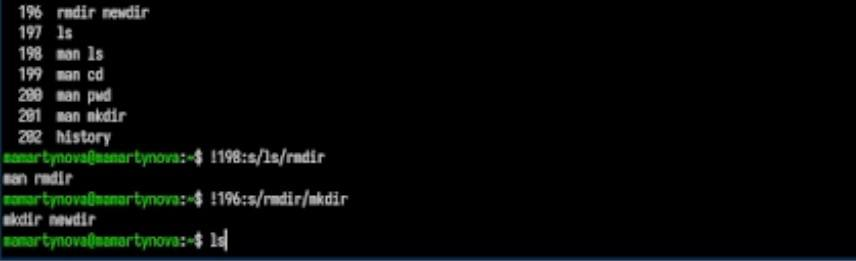 196 rmdir newdir
197 ls
198 man ls
199 man cd
200 man pwd
201 man mkdir
202 history
mamartynova@mamartynova:~$ !198:s/ls/rmdir
man rmdir
mamartynova@mamartynova:~$ !196:s/rmdir/mkdir
mkdir newdir
mamartynova@mamartynova:~$ ls